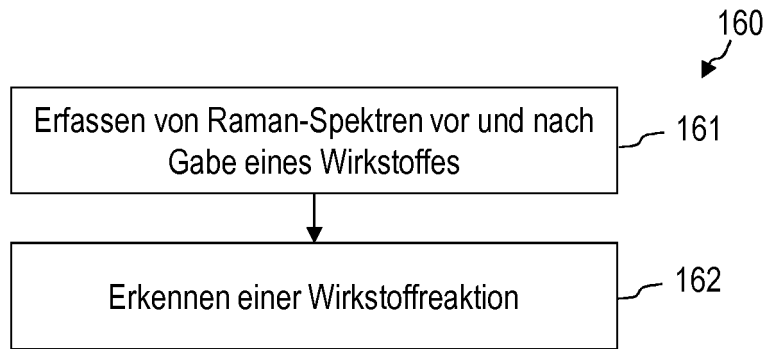 160
Erfassen von Raman-Spektren vor und nach
Gabe eines Wirkstoffes
161
Erkennen einer Wirkstoffreaktion
162